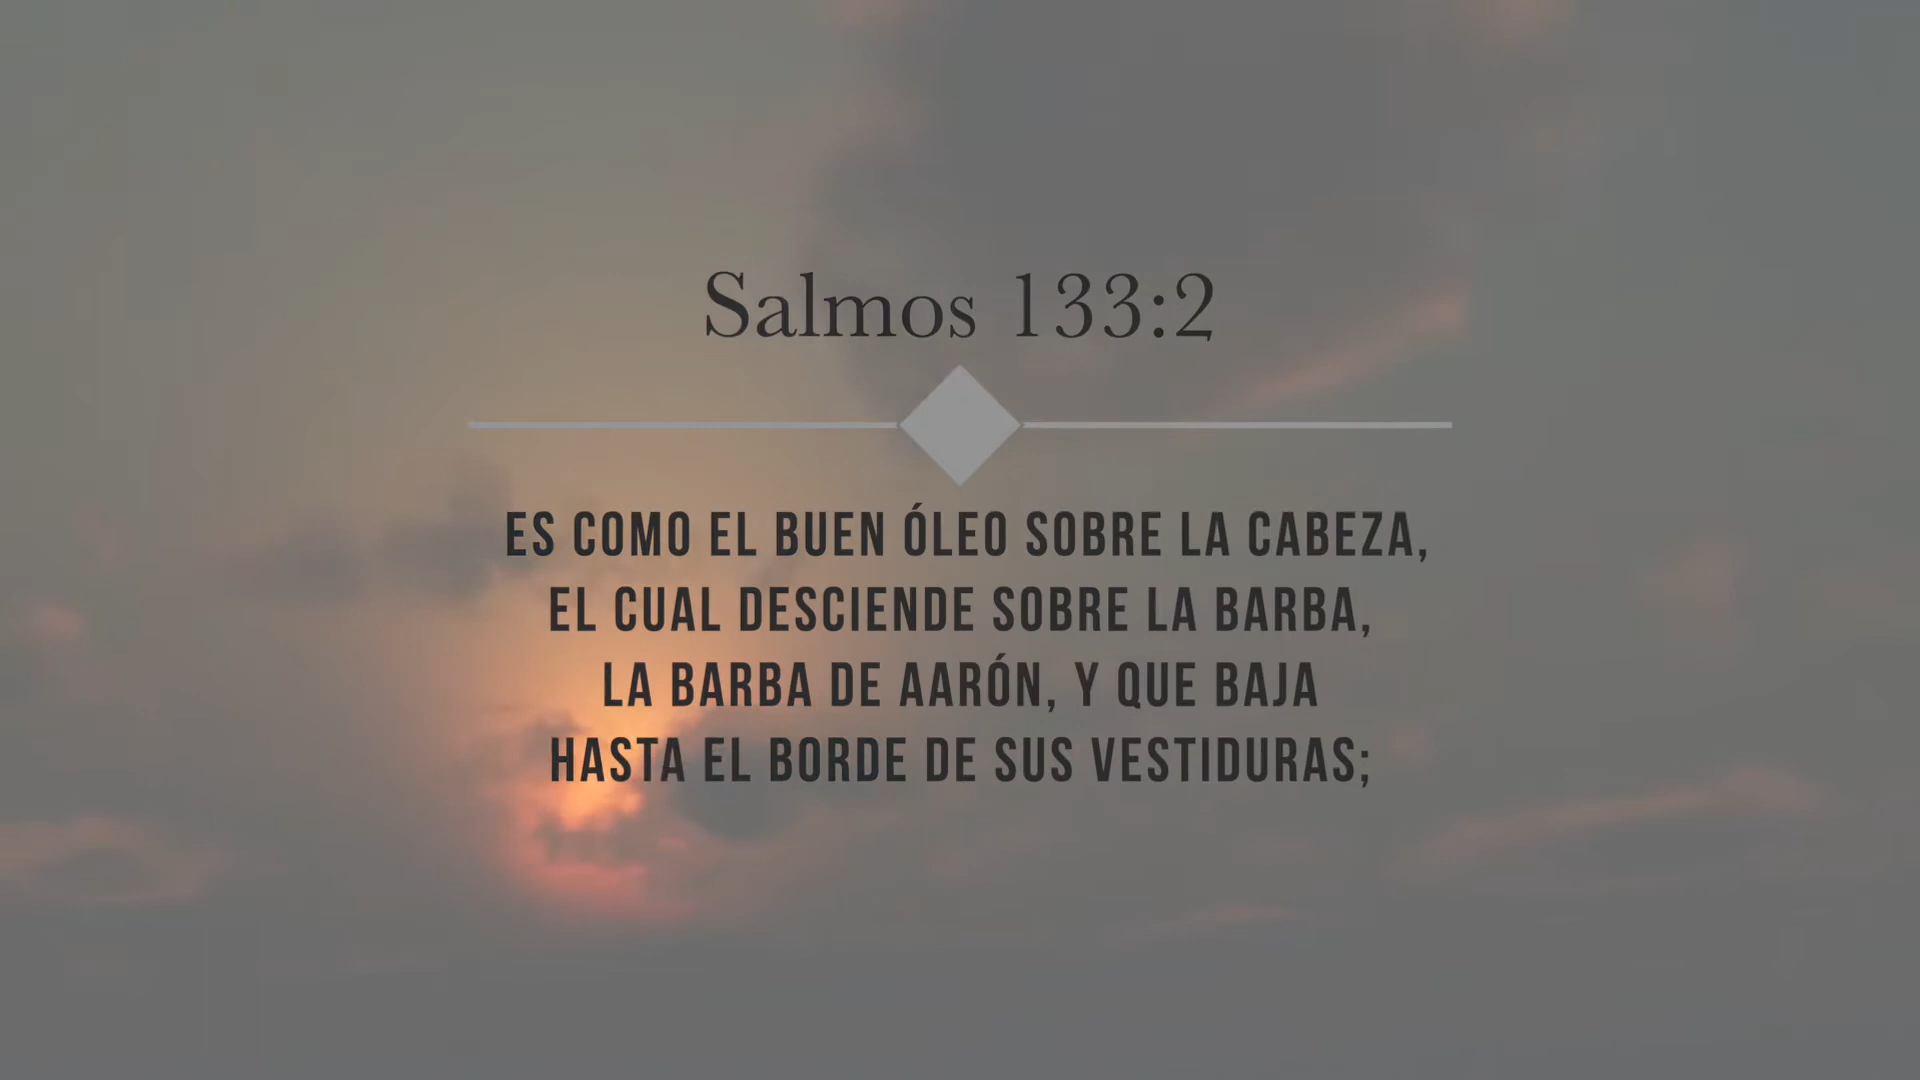 Salmos 133:2
ES COMO EL BUEN ÓLEO SOBRE LA CABEZA,
EL CUAL DESCIENDE SOBRE LA BARBA,
LA BARBA DE AARÓN, Y QUE BAJA
HASTA EL BORDE DE SUS VESTIDURAS;